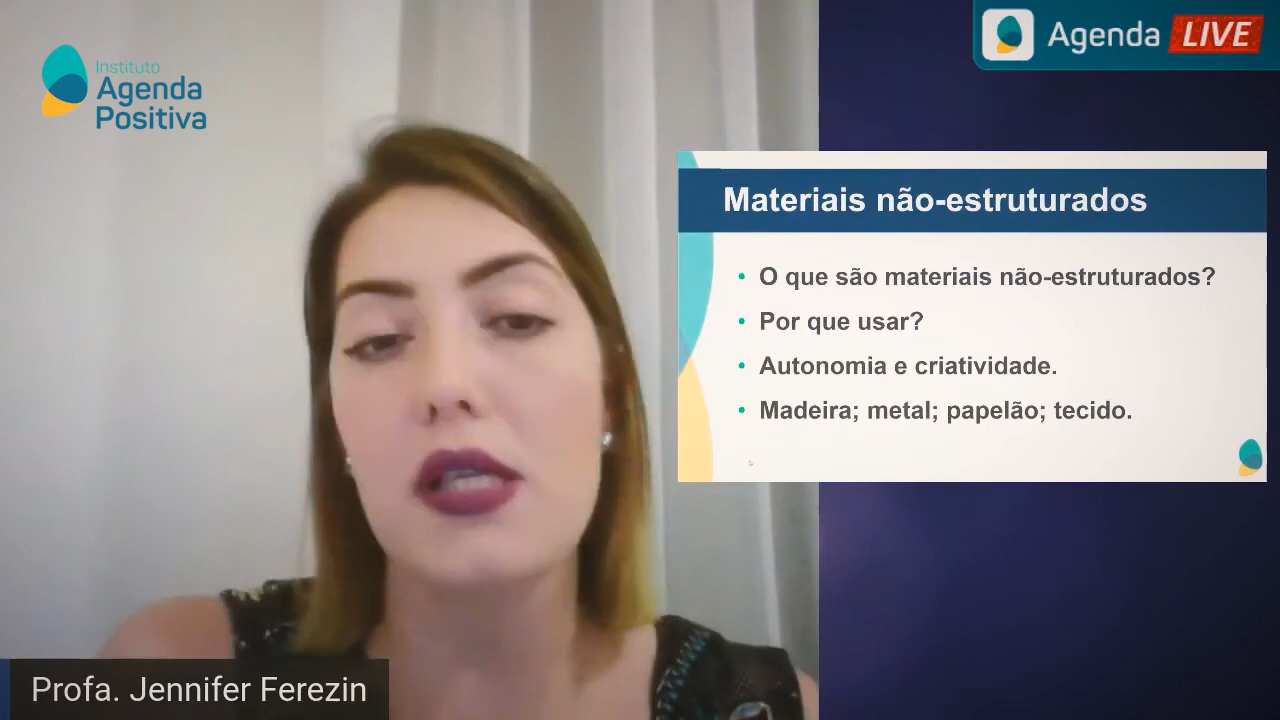 Instituto
Agenda
Positiva
Agenda LIVE
Materiais não-estruturados
• O que são materiais não-estruturados?
• Por que usar?
• Autonomia e criatividade.
• Madeira; metal; papelão; tecido.
Profa. Jennifer Ferezin